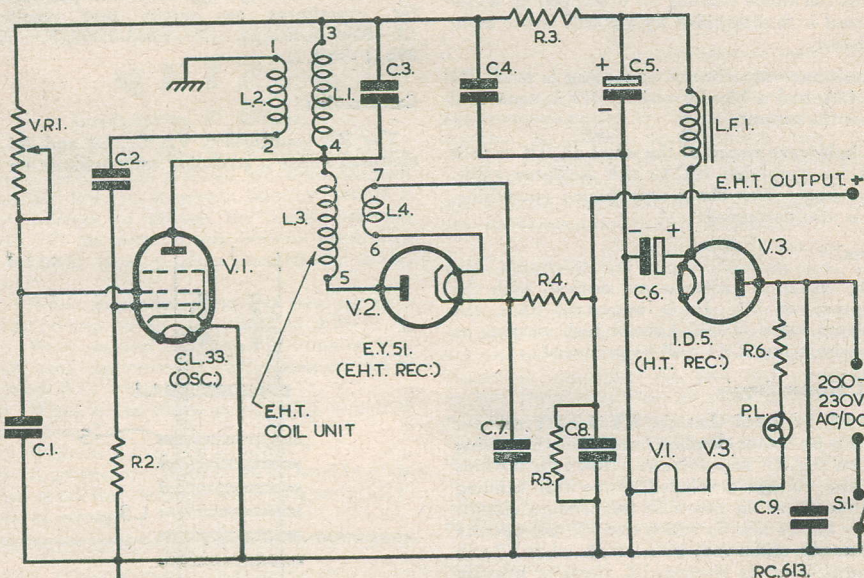 R.3.
1
3
C.3.
C.4.
+
C.5.
-
L.2.
L.1.
V.R.1.
L.F.1.
2
4
C.2.
7
E.H.T. OUTPUT. +
L.3.
L.4.
6
- +
V.3.
V.1.
5
V.2.
R.4.
C.6.
C.L.33.
(OSC:)
E.Y.51.
(E.H.T. REC:)
1.D.5.
(H.T. REC:)
R.6.
200-
230V
AC/DC
E.H.T.
COIL UNIT
P.L.
C.1.
R.2.
C.7.
R.5.
C.8.
V.1.
V.3.
C.9.
S.1.
RC.613.